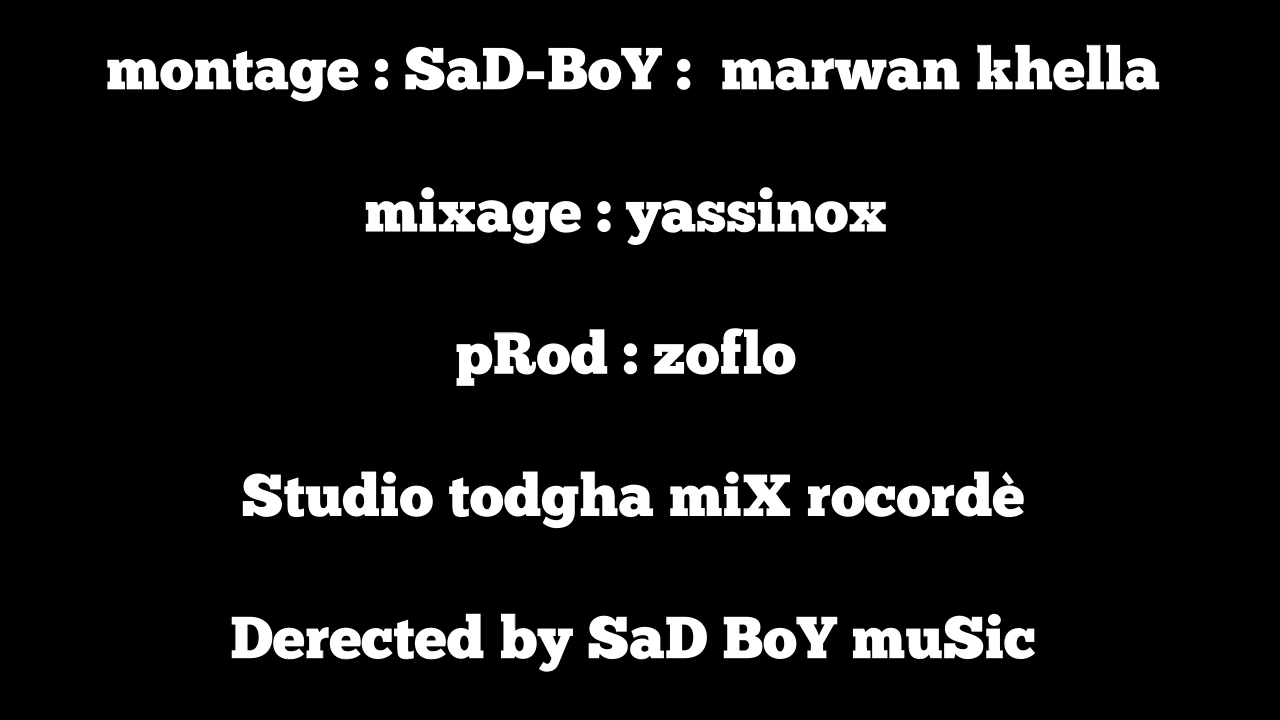 montage : SaD-BoY :  marwan khella
mixage : yassinox
pRod : zoflo
Studio todgha miX rocordè
Derected by SaD BoY muSic